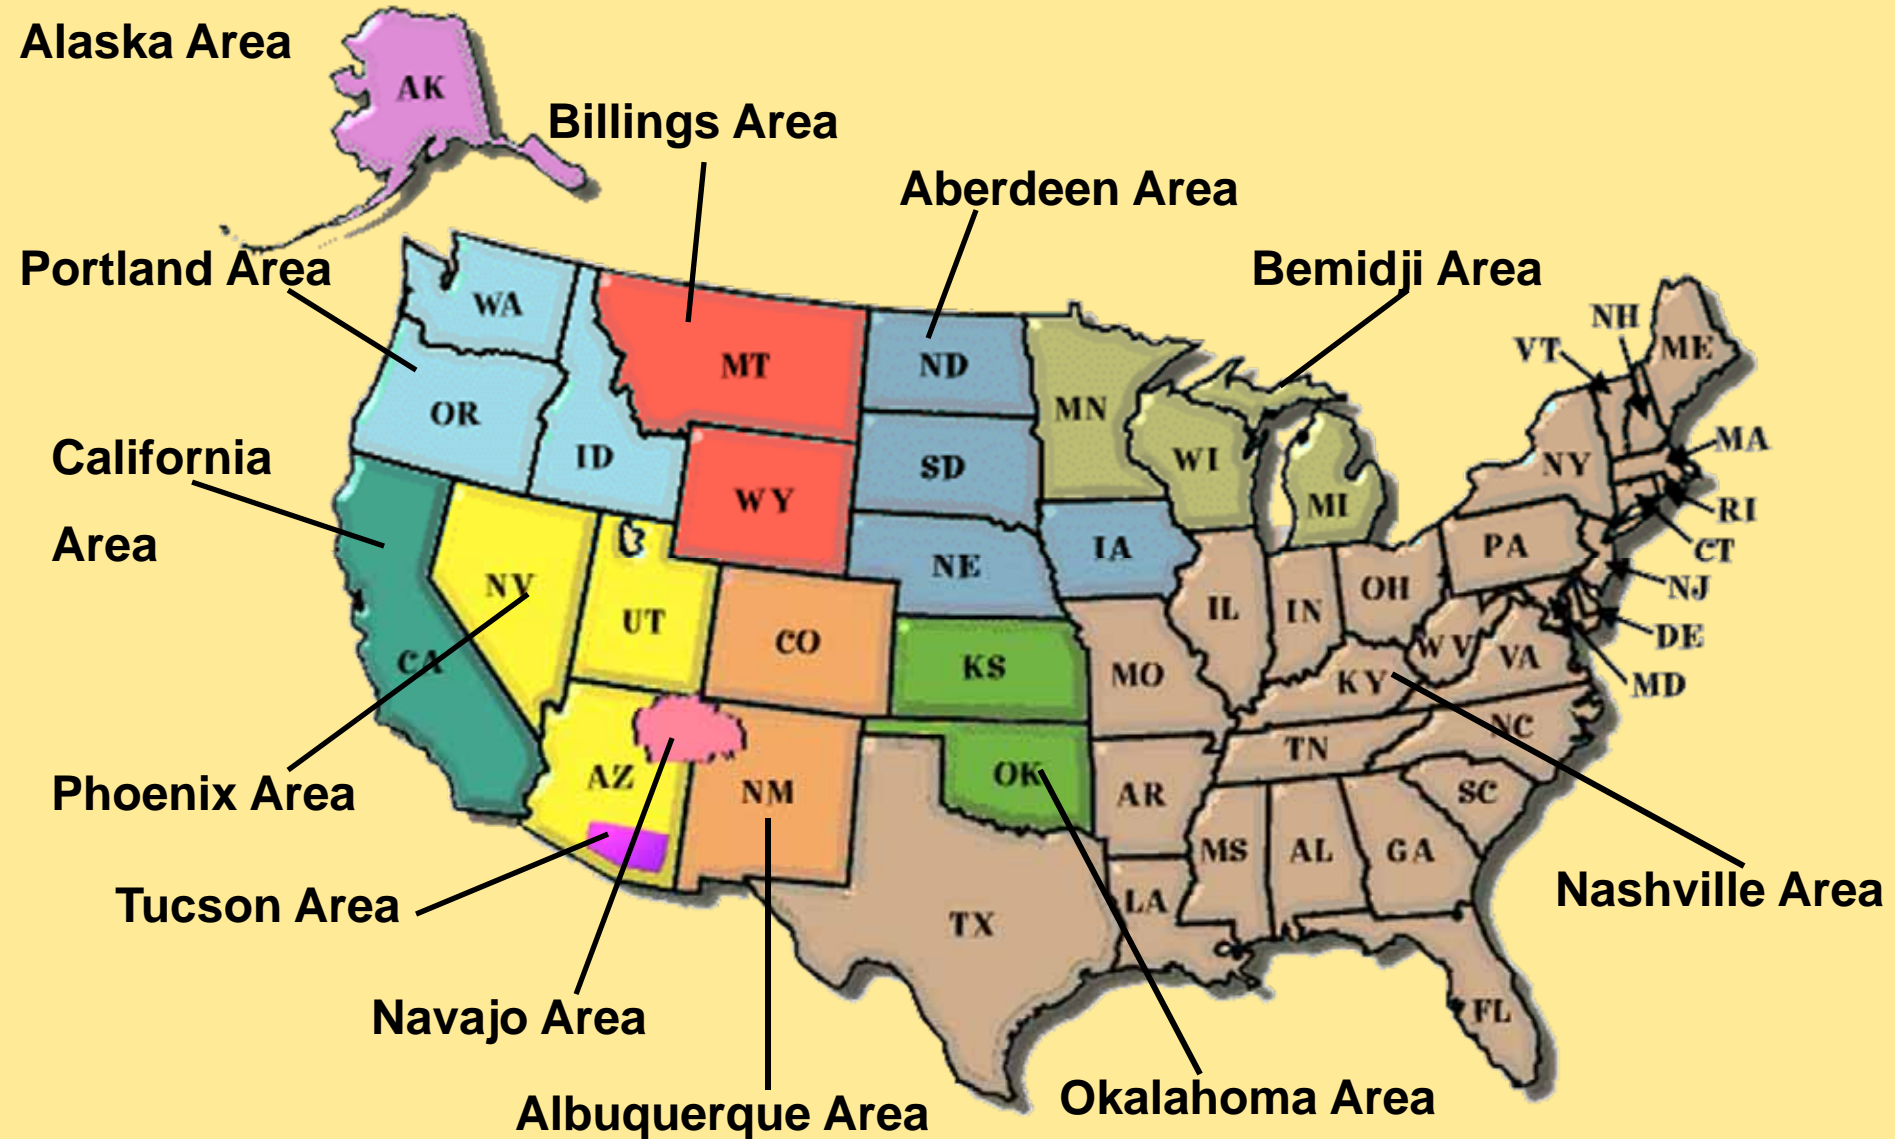 Alaska Area
AK
Billings Area
Aberdeen Area
Portland Area
Bemidji Area
WA
NH
VT
ME
MT
ND
MN
OR
California
Area
ID
SD
WI
MA
NY
WY
MI
RI
PA
CT
IA
NE
NV
OH
NJ
UT
IL
IN
DE
CO
WV
VA
CA
KS
MO
KY
MD
NC
TN
Phoenix Area
AZ
NM
OK
AR
SC
MS
AL
GA
Tucson Area
LA
Nashville Area
TX
Navajo Area
FL
Albuquerque Area
Okalahoma Area